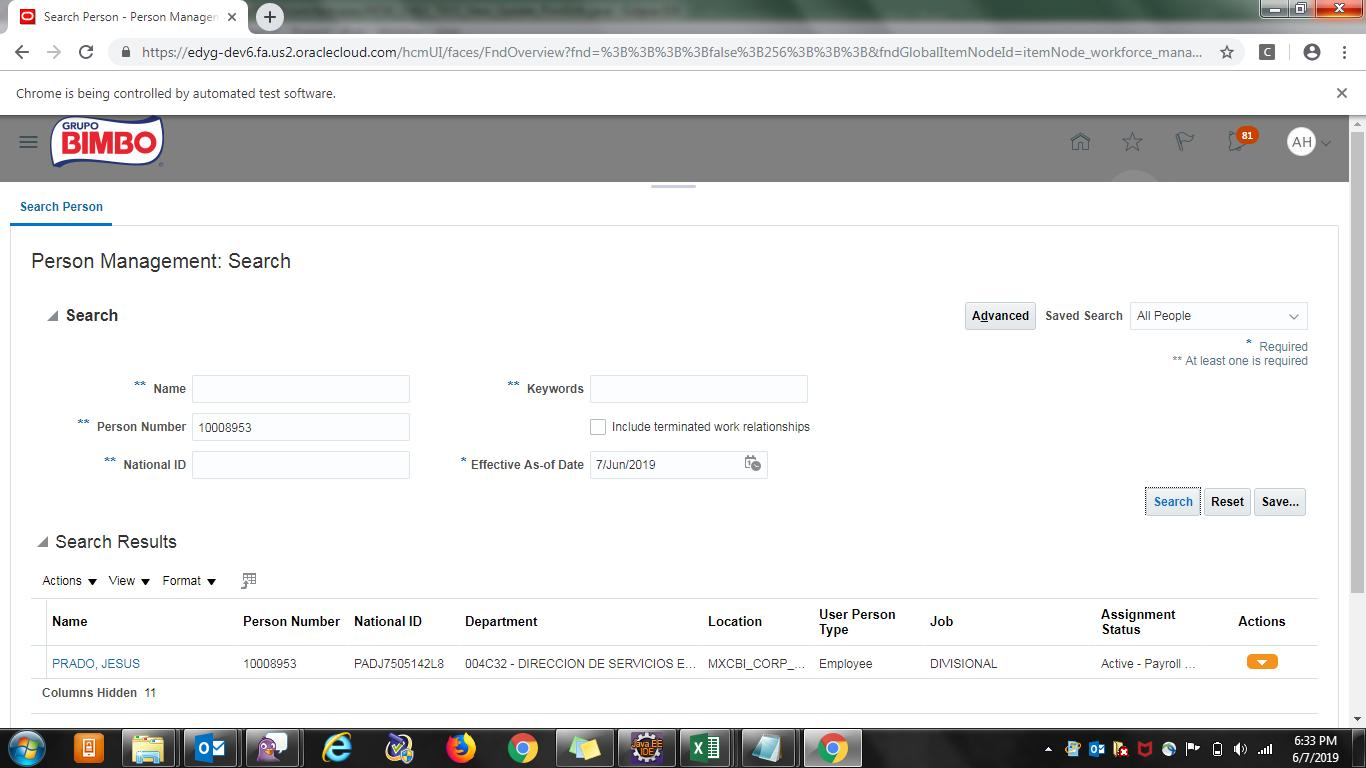 Search Person - Person Managen
https://edyg-dev6.fa.us2.oraclecloud.com/hcmUI/faces/FndOverview?fnd=%3B%3B%3B%3Bfalse%3B256%3B%3B%3B&fndGlobalItemNodeId=itemNode_workforce_mana...
C
Chrome is being controlled by automated test software.
GRUPO
BIMBO
81
AH
Search Person
Person Management: Search
Search
Advanced Saved Search All People
* Required
** At least one is required
** Name ** Keywords
** Person Number 10008953 Include terminated work relationships
** National ID * Effective As-of Date 7/Jun/2019
Search Reset Save...
Search Results
Actions View Format
Name Person Number National ID Department Location User Person Type Job Assignment Status Actions
PRADO, JESUS 10008953 PADJ7505142L8 004C32 - DIRECCION DE SERVICIOS E... MXCBI_CORP_... Employee DIVISIONAL Active - Payroll ...
Columns Hidden 11
Java EE
IDE
6:33 PM
6/7/2019